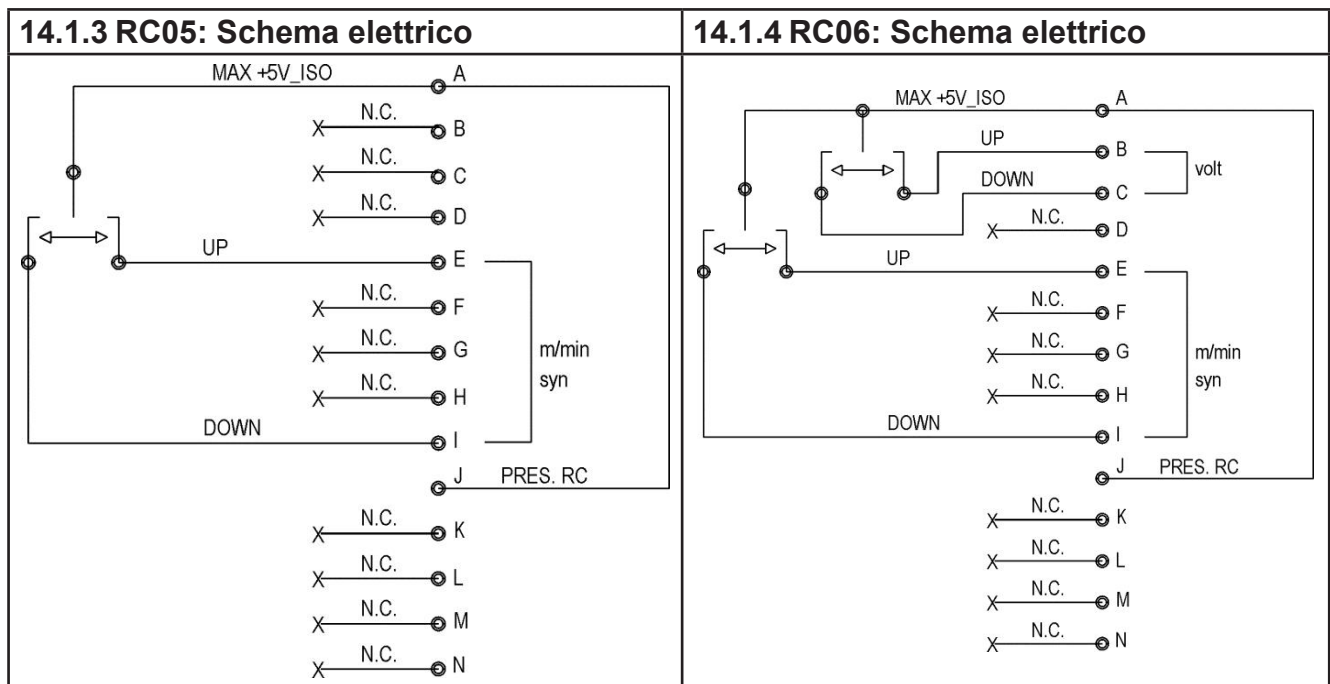 14.1.3 RC05: Schema elettrico
MAX +5V_ISO A
N.C. B
N.C. C
N.C. D
UP E
N.C. F
N.C. G
m/min
syn
N.C. H
DOWN I
J PRES. RC
N.C. K
N.C. L
N.C. M
N.C. N
14.1.4 RC06: Schema elettrico
MAX +5V_ISO A
UP B
volt
DOWN C
N.C. D
UP E
N.C. F
N.C. G
m/min
syn
N.C. H
DOWN I
J PRES. RC
N.C. K
N.C. L
N.C. M
N.C. N